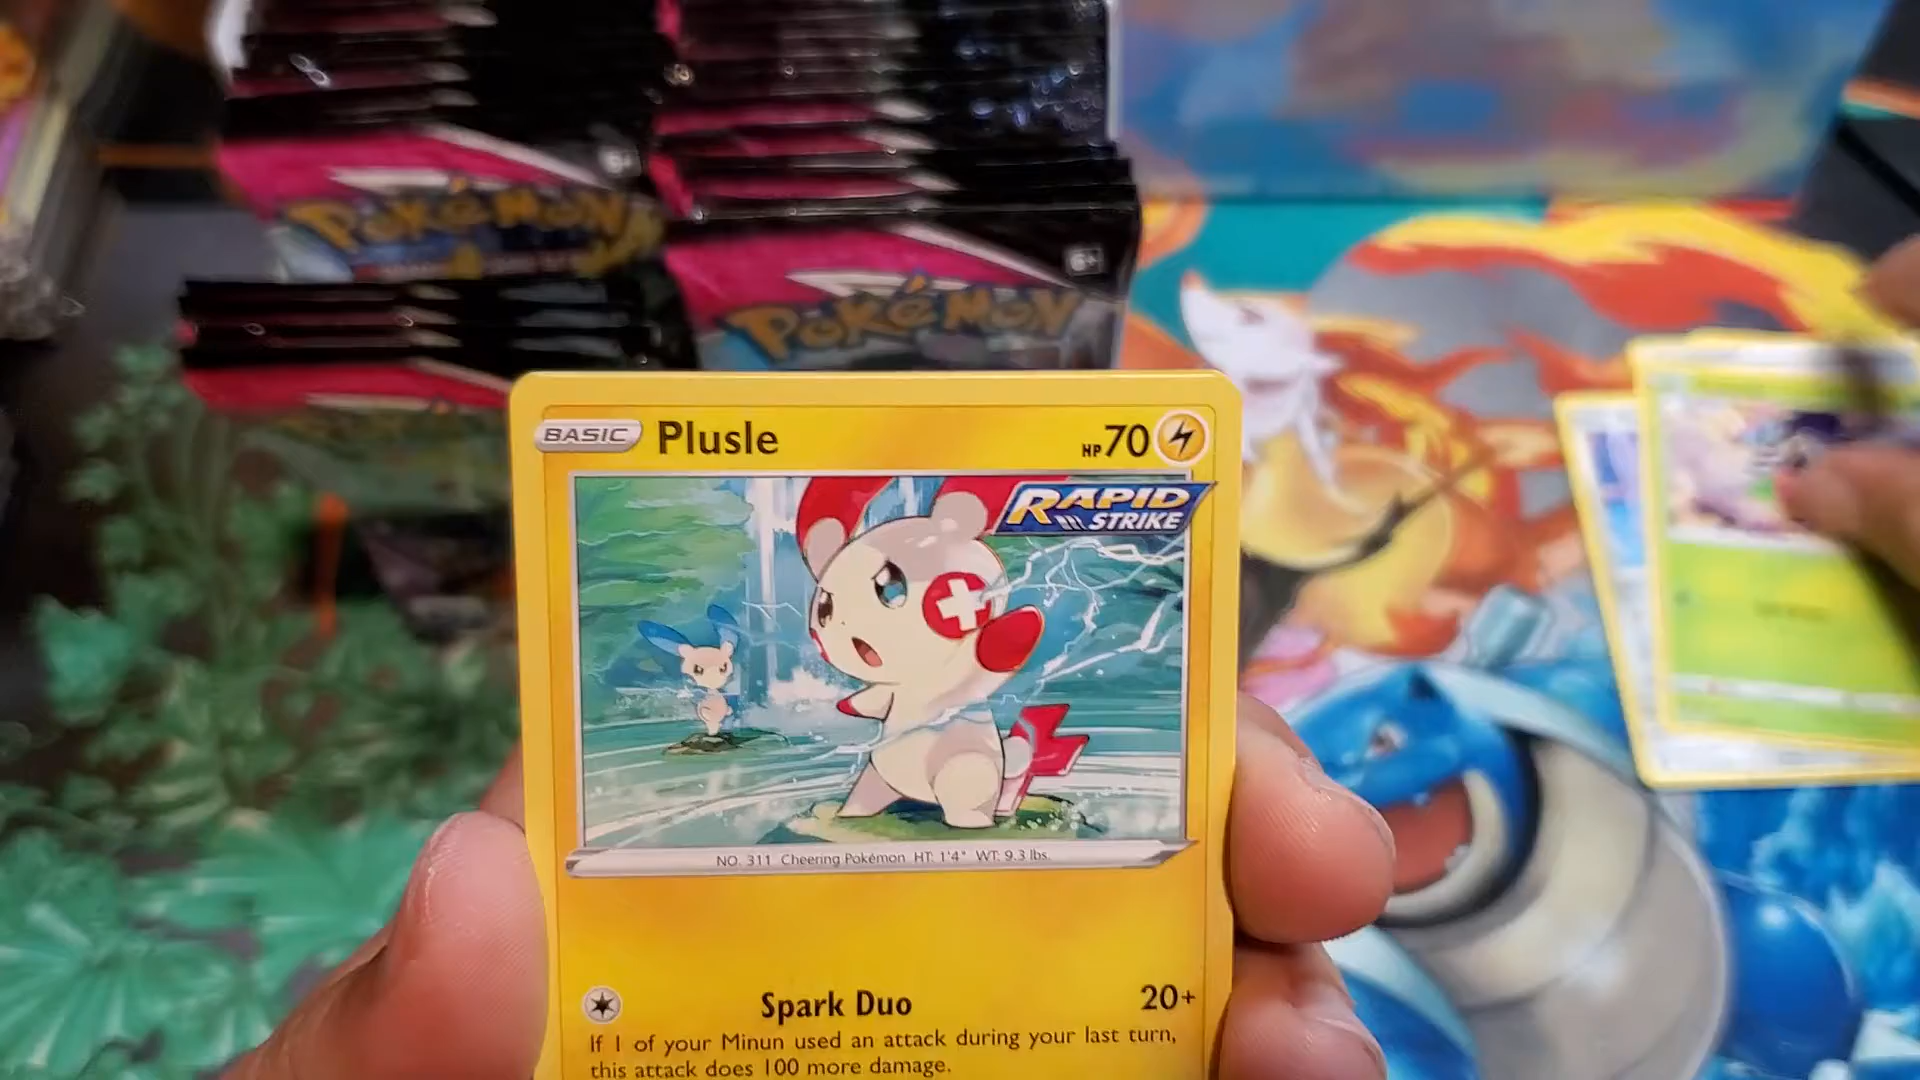 POKéMON
POKéMON
BASIC Plusle HP70
RAPID
STRIKE
NO. 311 Cheering Pokémon HT: 1'4" WT: 9.3 lbs.
Spark Duo 20+
If 1 of your Minun used an attack during your last turn,
this attack does 100 more damage.